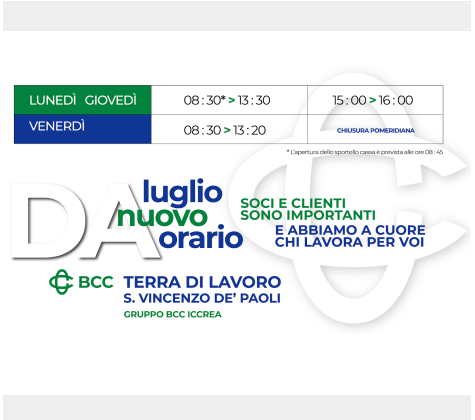 LUNEDÌ GIOVEDÌ 08 : 30* > 13 : 30 15 : 00 > 16 : 00
VENERDÌ 08 : 30 > 13 : 20 CHIUSURA POMERIDIANA
* L'apertura dello sportello cassa è prevista alle ore 08 : 45
DA
luglio
nuovo
orario
SOCI E CLIENTI
SONO IMPORTANTI
E ABBIAMO A CUORE
CHI LAVORA PER VOI
BCC TERRA DI LAVORO
S. VINCENZO DE' PAOLI
GRUPPO BCC ICCREA